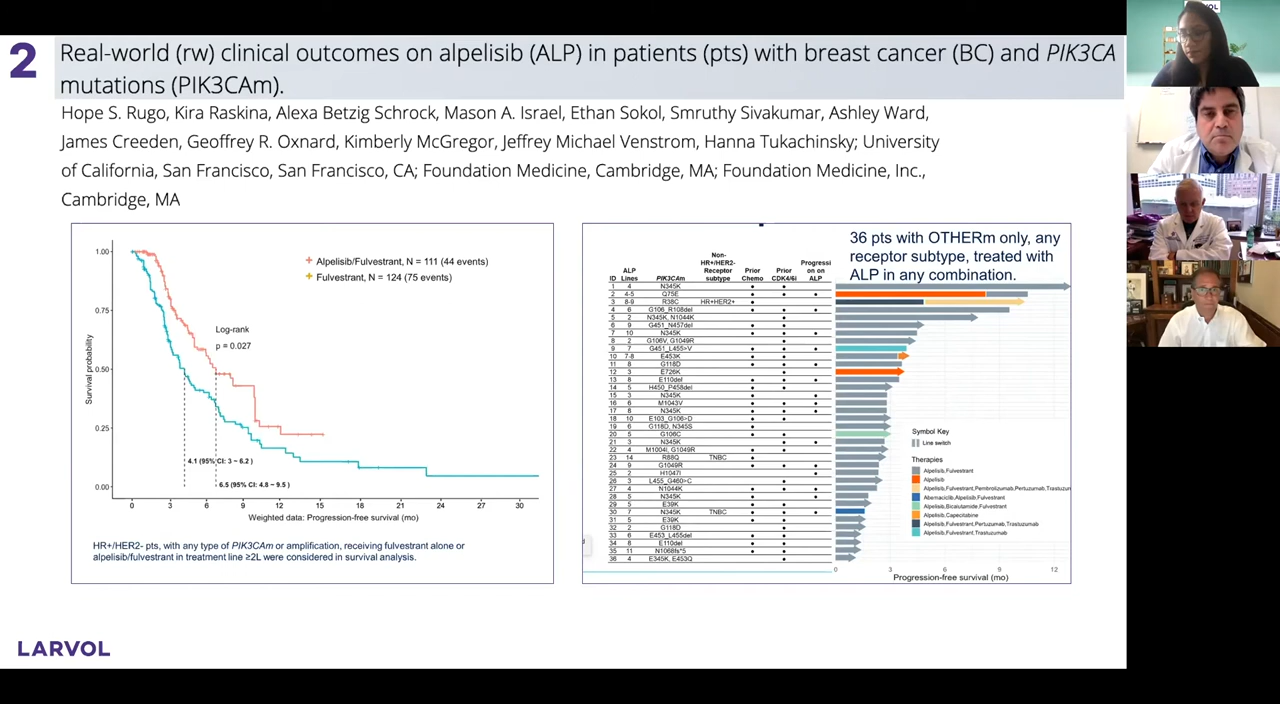 2
Real-world (rw) clinical outcomes on alpelisib (ALP) in patients (pts) with breast cancer (BC) and PIK3CA
mutations (PIK3CAm).
Hope S. Rugo, Kira Raskina, Alexa Betzig Schrock, Mason A. Israel, Ethan Sokol, Smruthy Sivakumar, Ashley Ward,
James Creeden, Geoffrey R. Oxnard, Kimberly McGregor, Jeffrey Michael Venstrom, Hanna Tukachinsky; University
of California, San Francisco, San Francisco, CA; Foundation Medicine, Cambridge, MA; Foundation Medicine, Inc.,
Cambridge, MA
Survival probability
1.00
0.75
0.50
0.25
0.00
Alpelisib/Fulvestrant, N = 111 (44 events)
Fulvestrant, N = 124 (75 events)
Log-rank
p = 0.027
4.1 (95% CI: 3 – 6.2 )
6.5 (95% CI: 4.8 – 9.5 )
0 3 6 9 12 15 18 21 24 27 30
Weighted data: Progression-free survival (mo)
HR+/HER2- pts, with any type of PIK3CAm or amplification, receiving fulvestrant alone or
alpelisib/fulvestrant in treatment line ≥2L were considered in survival analysis.
36 pts with OTHERm only, any
receptor subtype, treated with
ALP in any combination.
ID ALP Lines PIK3CAm Non-HR+/HER2- Receptor subtype Prior Chemo Prior CDK4/6i Progressi on on ALP
1 4 N345K • •
2 4-5 Q75E • • •
3 8-9 R38C HR+HER2+ •
4 6 G106_R108del • • •
5 2 N345K, N1044K •
6 9 G451_N457del • •
7 10 N345K • • •
8 2 G106V, G1049R •
9 7 G451_L455>V • • •
10 7-8 E453K • •
11 8 G118D • • •
12 3 E726K •
13 8 E110del • • •
14 5 H450_P458del • •
15 3 N345K • •
16 6 M1043V • • •
17 8 N345K • • •
18 10 E103_G106>D • •
19 6 G118D, N345S •
20 5 G106C • •
21 3 N345K • •
22 4 M1004I, G1049R • •
23 14 R88Q TNBC •
24 9 G1049R • • •
25 2 H1047I •
26 3 L455_G460>C •
27 4 N1044K • • •
28 5 N345K • •
29 5 E39K • •
30 7 N345K TNBC • • •
31 5 E39K • •
32 2 G118D •
33 6 E453_L455del • •
34 8 E110del • •
35 11 N1068fs*5 • •
36 4 E345K, E453Q •
Symbol Key
Line switch
Therapies
Alpelisib,Fulvestrant
Alpelisib
Alpelisib,Fulvestrant,Pembrolizumab,Pertuzumab,Trastuzum
Abemaciclib,Alpelisib,Fulvestrant
Alpelisib,Bicalutamide,Fulvestrant
Alpelisib,Capecitabine
Alpelisib,Fulvestrant,Pertuzumab,Trastuzumab
Alpelisib,Fulvestrant,Trastuzumab
0 3 6 9 12
Progression-free survival (mo)
LARVOL